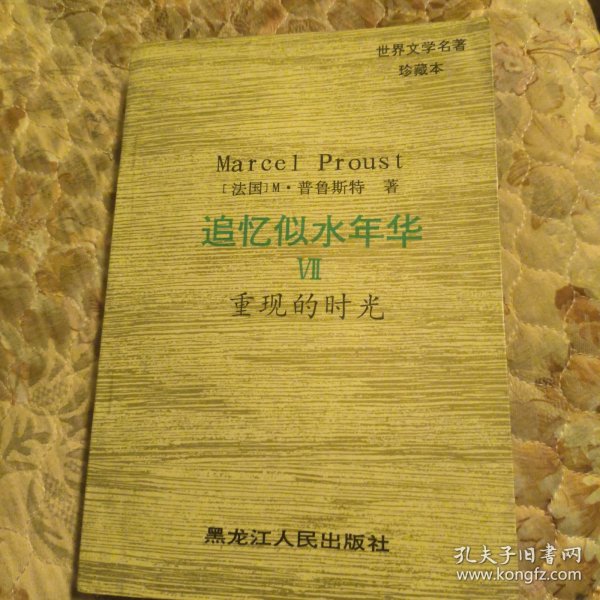 世界文学名著
珍藏本
Marcel Proust
[法国]M·普鲁斯特 著
追忆似水年华
Ⅶ
重现的时光
黑龙江人民出版社
孔夫子旧书网
www.kongfz.com